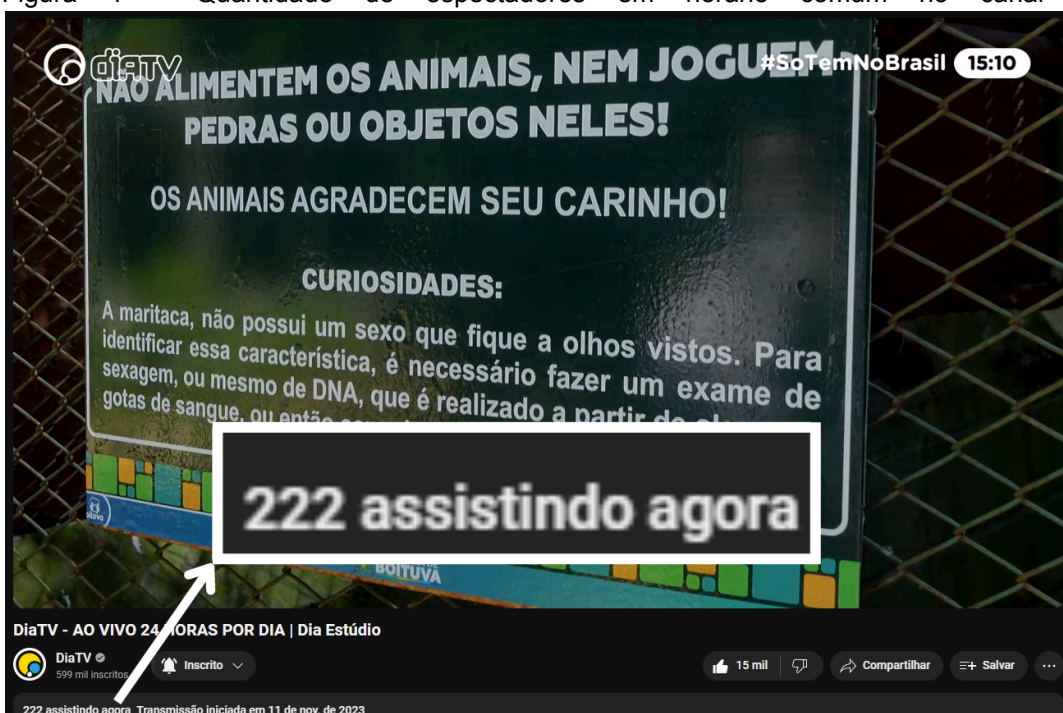 Figura 1 - Quantidade de espectadores em horário comum no canal
diaTV
#SoTemNoBrasil 15:10
NÃO ALIMENTEM OS ANIMAIS, NEM JOGUEM
PEDRAS OU OBJETOS NELES!
OS ANIMAIS AGRADECEM SEU CARINHO!
CURIOSIDADES:
A maritaca, não possui um sexo que fique a olhos vistos. Para
identificar essa característica, é necessário fazer um exame de
sexagem, ou mesmo de DNA, que é realizado a partir de
gotas de sangue, ou então
222 assistindo agora
BOITUVA
DiaTV - AO VIVO 24 HORAS POR DIA | Dia Estúdio
DiaTV
599 mil inscritos
Inscrito
15 mil
Compartilhar
Salvar
222 assistindo agora Transmissão iniciada em 11 de nov. de 2023